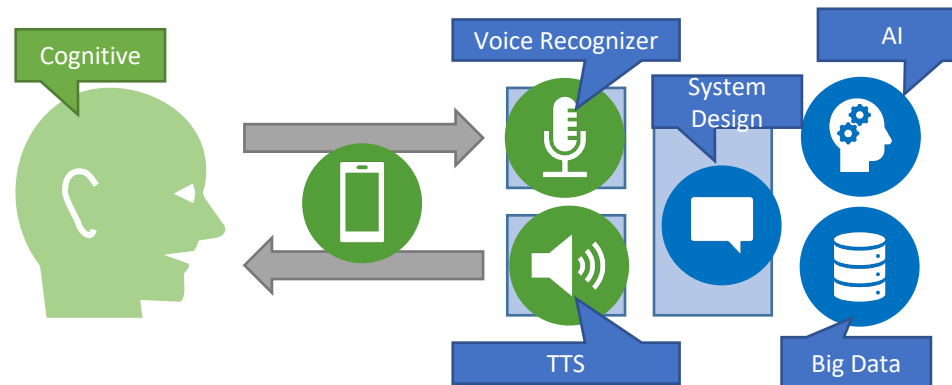 Cognitive
Voice Recognizer
AI
System
Design
TTS
Big Data